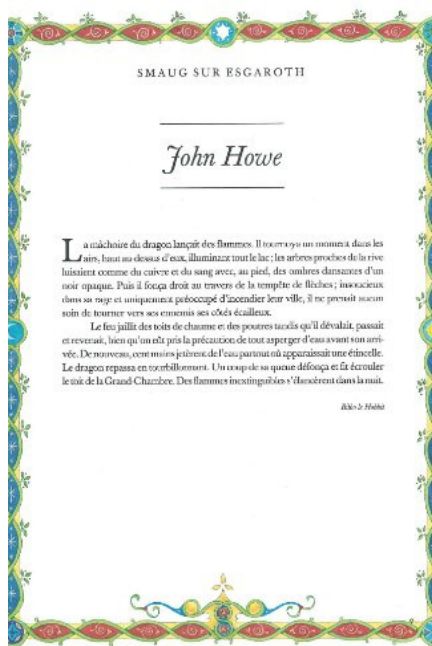 SMAUG SUR ESGAROTH
John Howe
La mâchoire du dragon lançait des flammes. Il tournoya un moment dans les
airs, haut au dessus d'eux, illuminant tout le lac ; les arbres proches de la rive
luisaient comme du cuivre et du sang avec, au pied, des ombres dansantes d'un
noir opaque. Puis il fonça droit au travers de la tempête de flèches ; insoucieux
dans sa rage et uniquement préoccupé d'incendier leur ville, il ne prenait aucun
soin de tourner vers ses ennemis ses côtés écailleux.
Le feu jaillit des toits de chaume et des poutres tandis qu'il dévalait, passait
et revenait, bien qu'on eût pris la précaution de tout asperger d'eau avant son arri-
vée. De nouveau, cent mains jetèrent de l'eau partout où apparaissait une étincelle.
Le dragon repassa en tourbillonnant. Un coup de sa queue défonça et fit écrouler
le toit de la Grand-Chambre. Des flammes inextinguibles s'élancèrent dans la nuit.
Bilbo le Hobbit